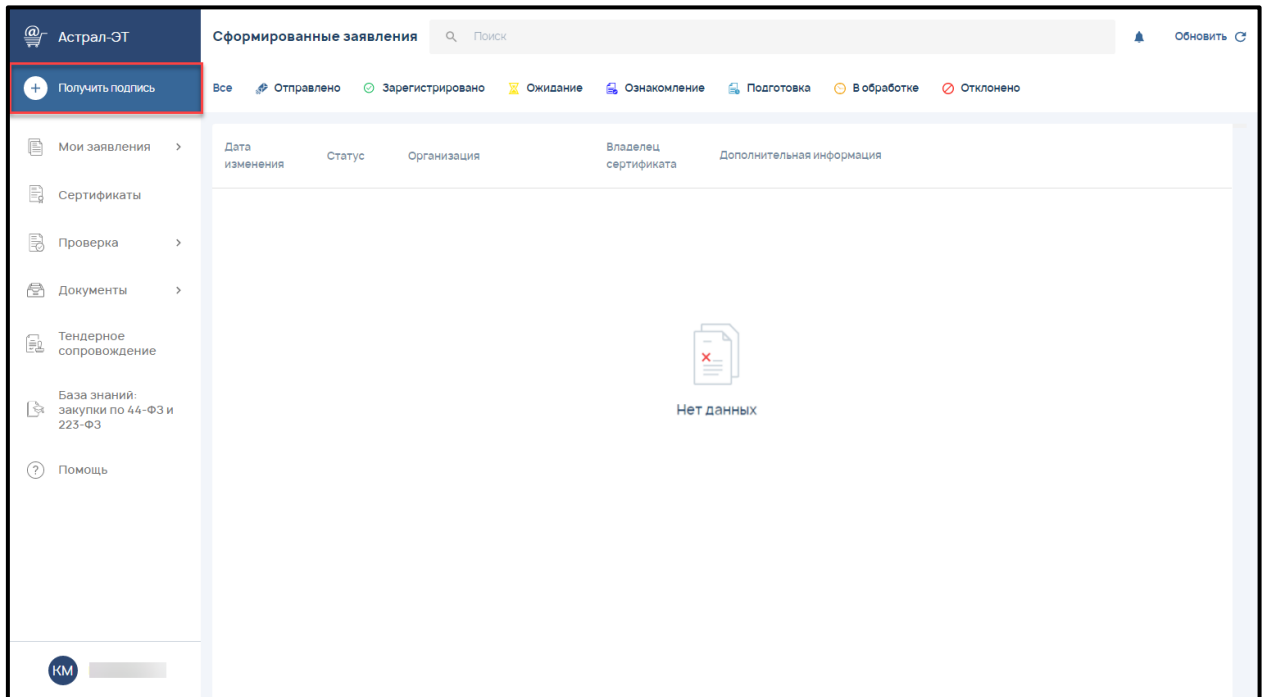 Астрал-ЭТ
Сформированные заявления
Поиск
Обновить
Получить подпись
Все Отправлено Зарегистрировано Ожидание Ознакомление Подготовка В обработке Отклонено
Мои заявления
Сертификаты
Проверка
Документы
Тендерное
сопровождение
База знаний:
закупки по 44-ФЗ и
223-ФЗ
Помощь
КМ
Дата
изменения
Статус
Организация
Владелец
сертификата
Дополнительная информация
Нет данных